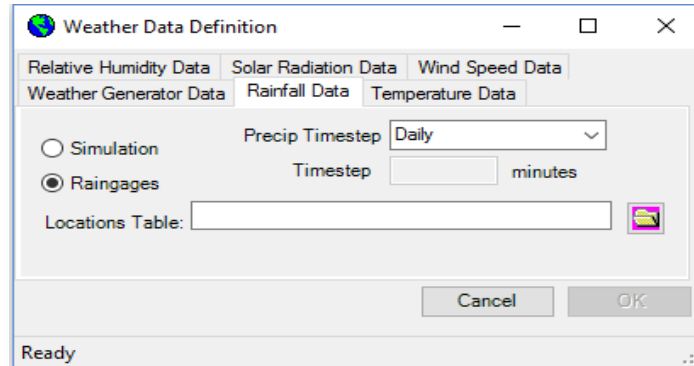 Weather Data Definition
Relative Humidity Data Solar Radiation Data Wind Speed Data
Weather Generator Data Rainfall Data Temperature Data
Simulation Precip Timestep Daily
Raingages Timestep minutes
Locations Table:
Cancel OK
Ready